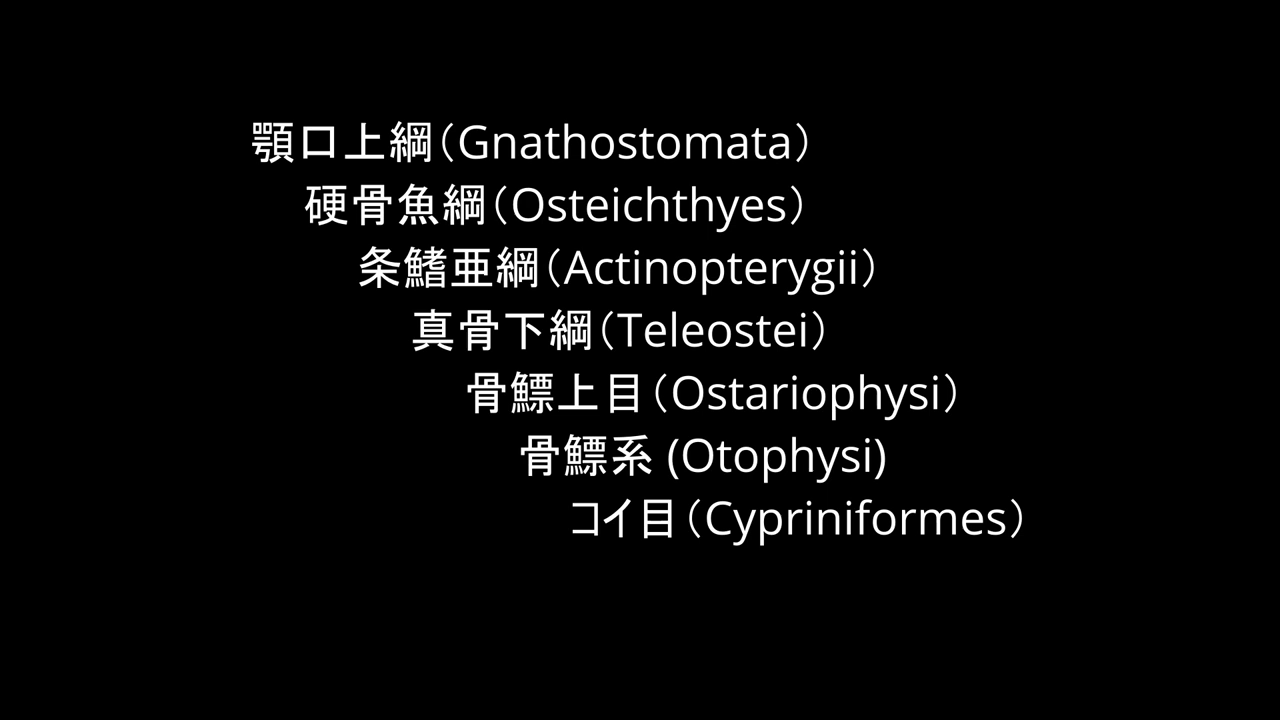 顎口上綱（Gnathostomata）
硬骨魚綱（Osteichthyes）
条鰭亜綱（Actinopterygii）
真骨下綱（Teleostei）
骨鰾上目（Ostariophysi）
骨鰾系 (Otophysi)
コイ目（Cypriniformes）